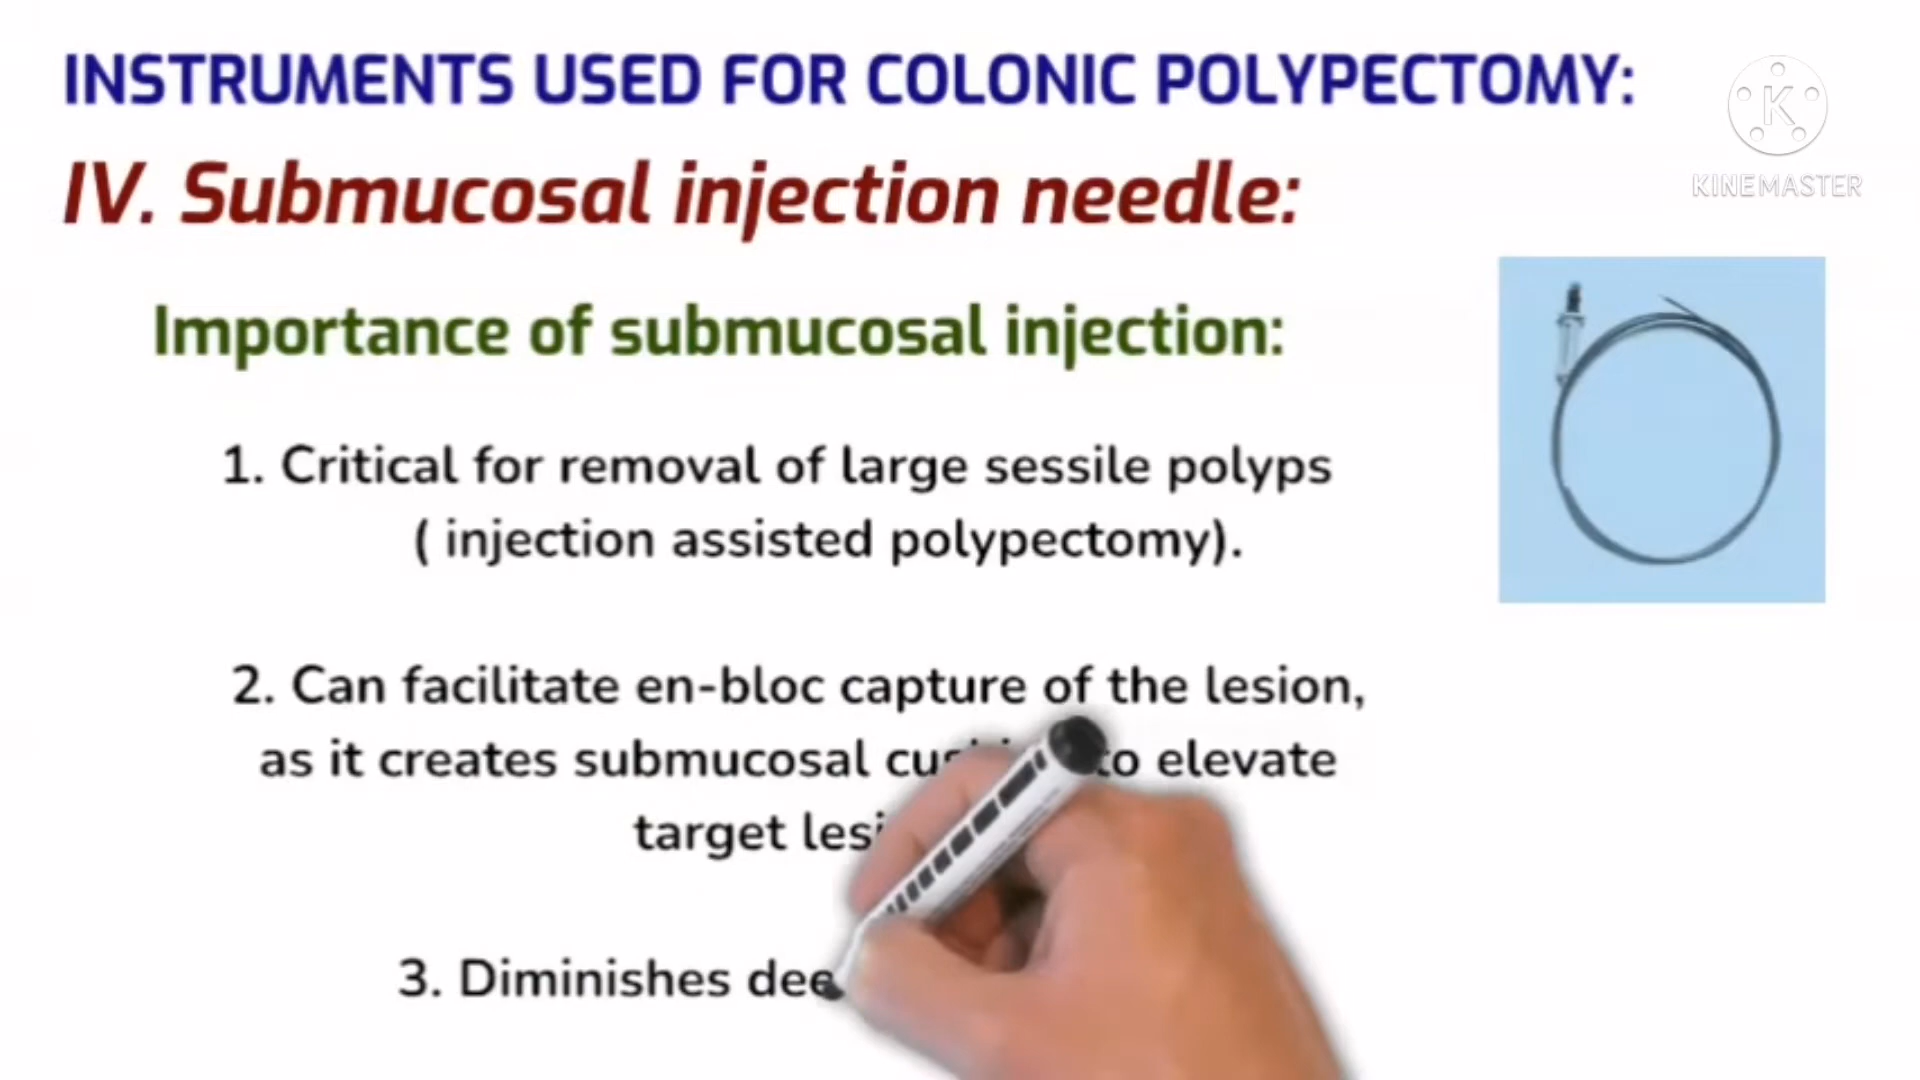 INSTRUMENTS USED FOR COLONIC POLYPECTOMY:
K
KINEMASTER
IV. Submucosal injection needle:
Importance of submucosal injection:
1. Critical for removal of large sessile polyps
( injection assisted polypectomy).
2. Can facilitate en-bloc capture of the lesion,
as it creates submucosal to elevate
target
3. Diminishes